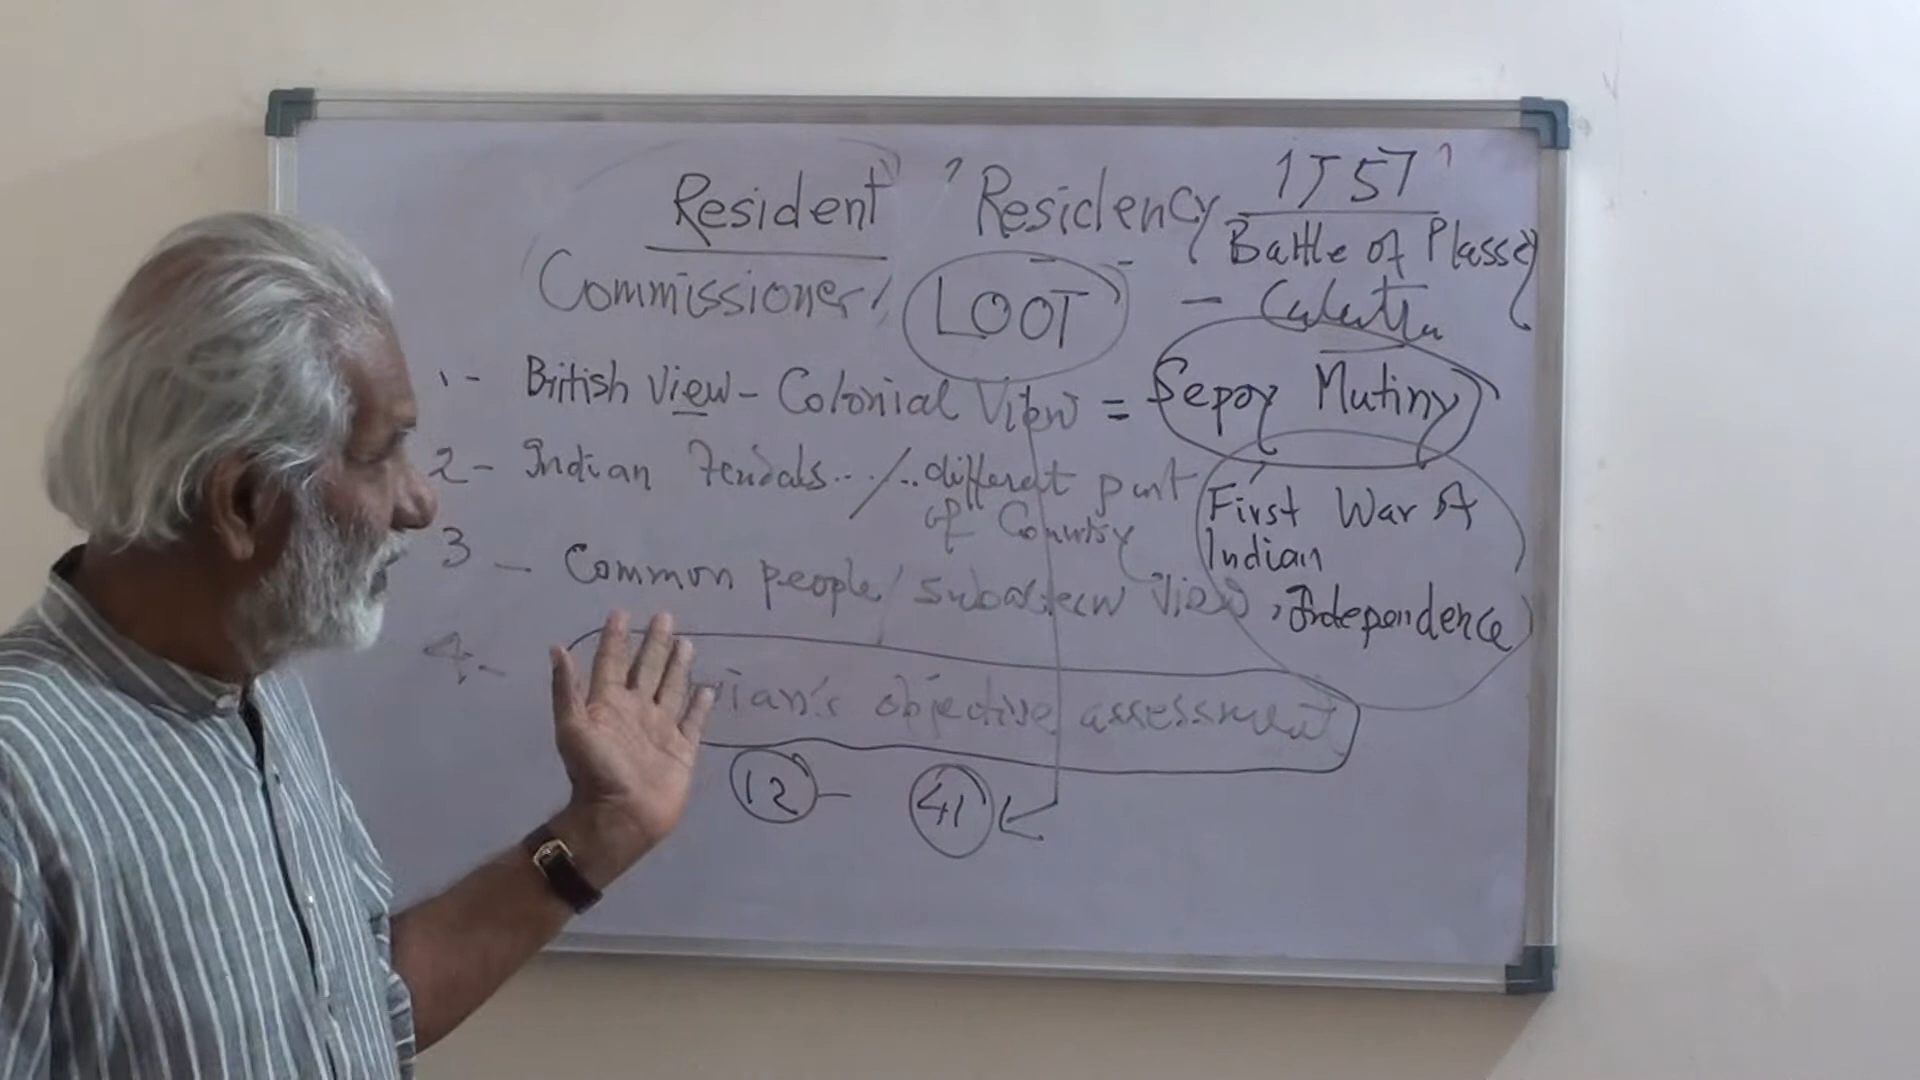 Resident ' Residency 1757
Battle of Plassey
Commissioner / LOOT - Calcutta
1 - British View - Colonial View = Sepoy Mutiny
2 - Indian Feudals.. /.. different part
of Country
First War of
Indian
Independence
3 - Common people / subaltern View,
4 - rian's objective assessment
12 - 41